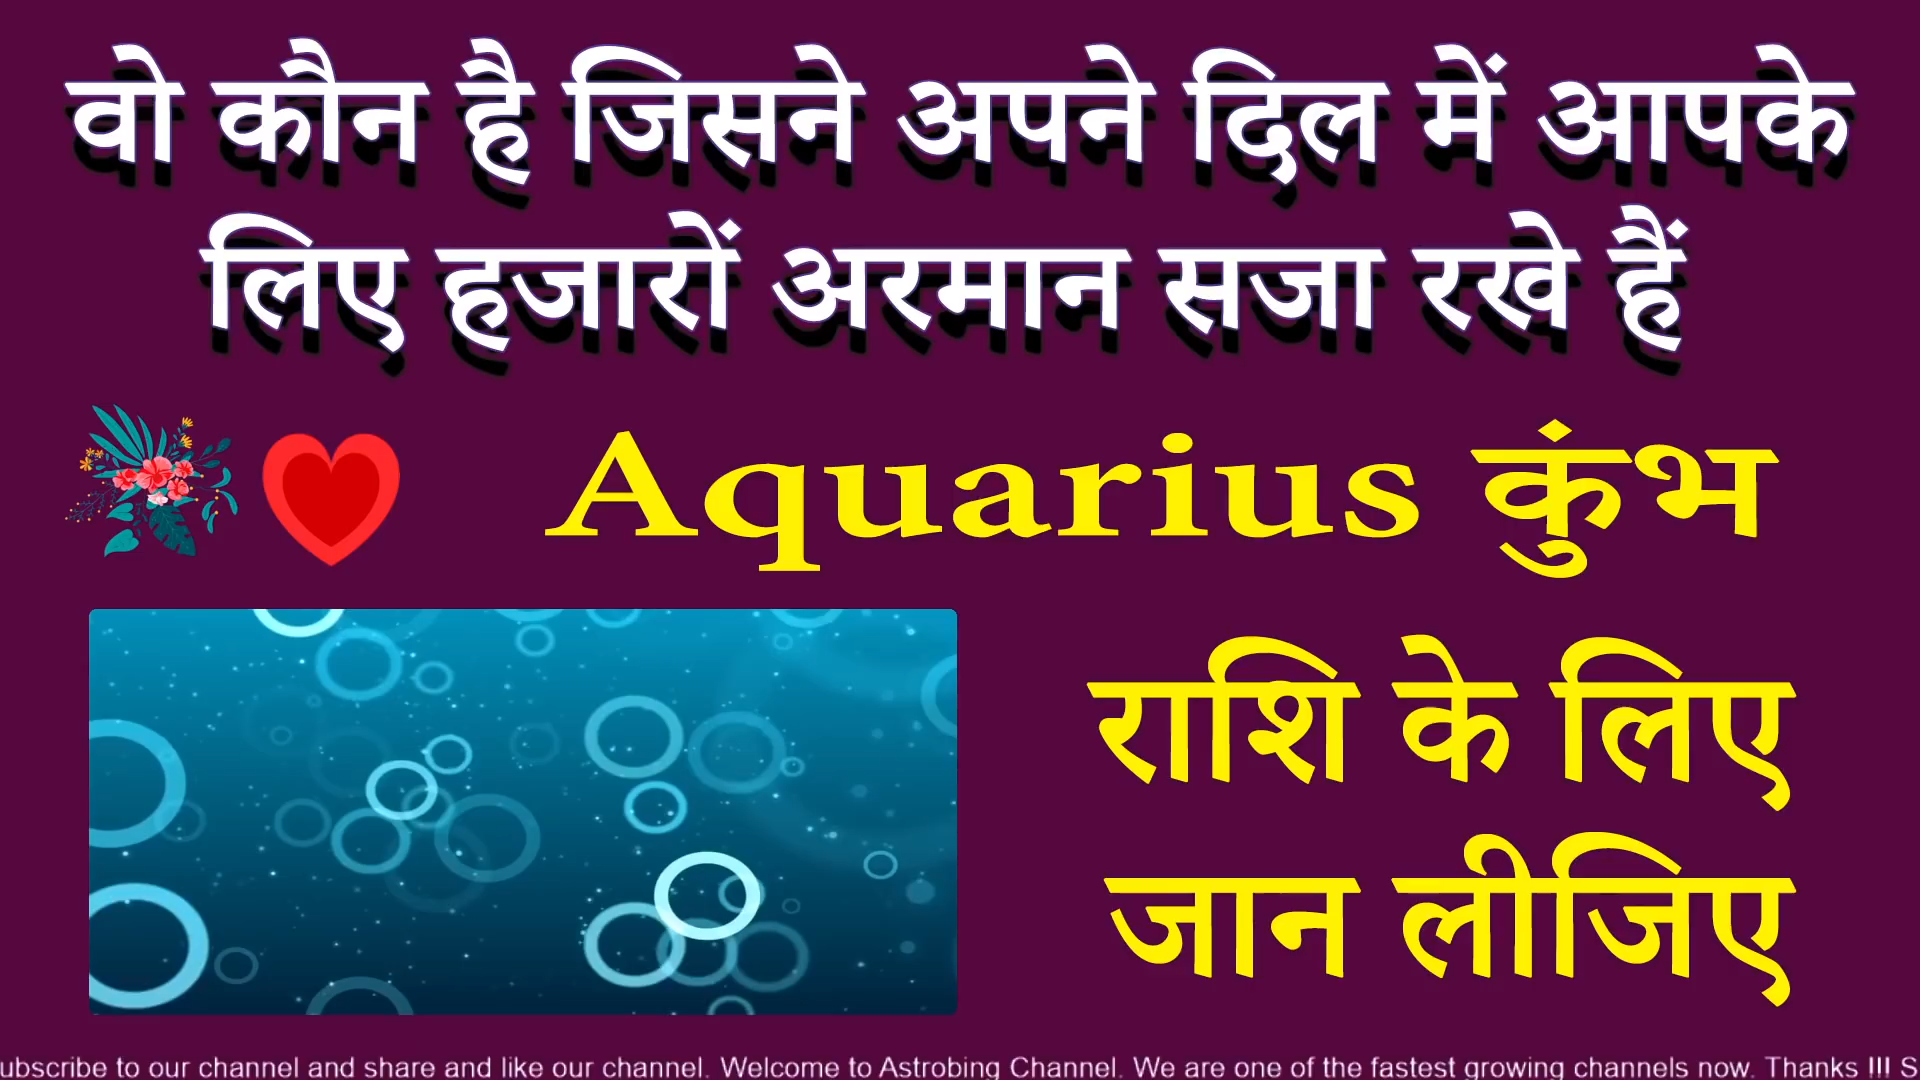 वो कौन है जिसने अपने दिल में आपके
लिए हजारों अरमान सजा रखे हैं
Aquarius कुंभ
राशि के लिए
जान लीजिए
ubscribe to our channel and share and like our channel. Welcome to Astrobing Channel. We are one of the fastest growing channels now. Thanks !!! S